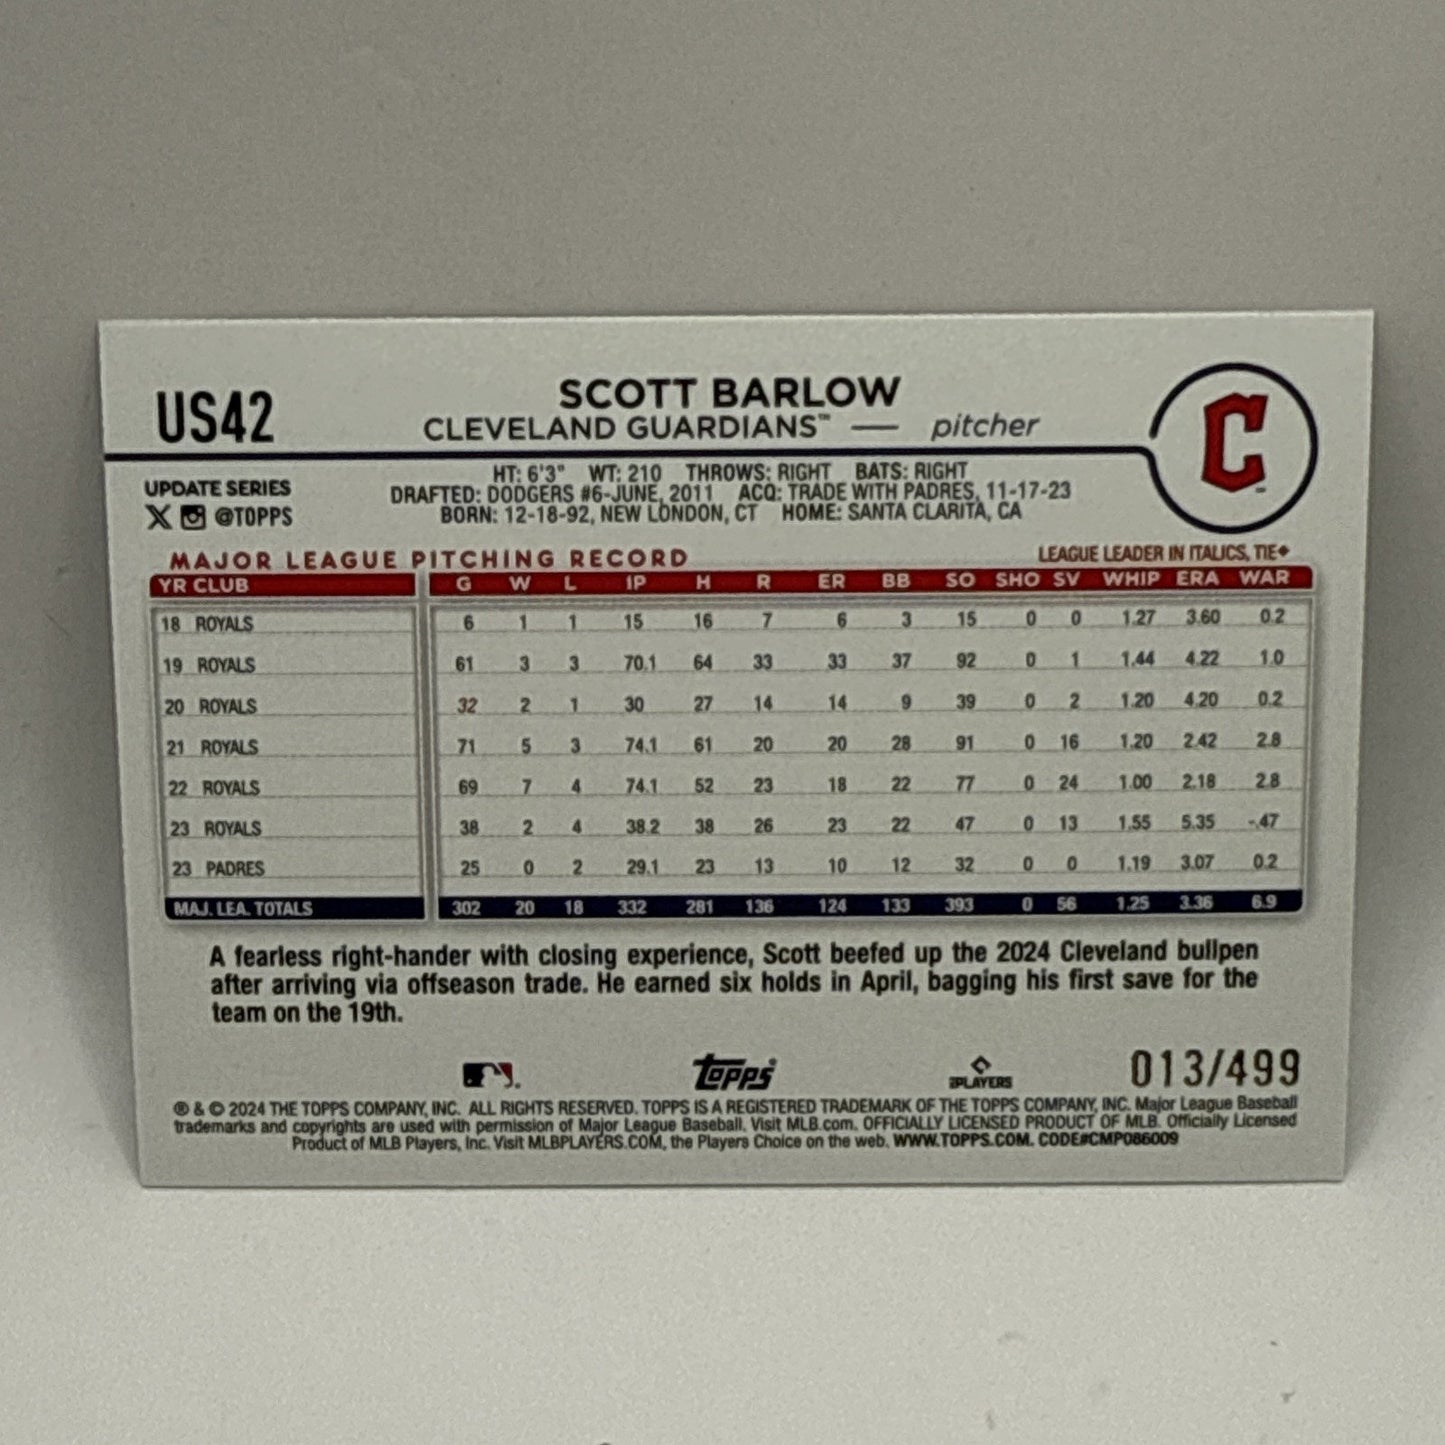 US42
SCOTT BARLOW
CLEVELAND GUARDIANS™ — pitcher
C
UPDATE SERIES
X @TOPPS
HT: 6'3" WT: 210 THROWS: RIGHT BATS: RIGHT
DRAFTED: DODGERS #6-JUNE, 2011 ACQ: TRADE WITH PADRES, 11-17-23
BORN: 12-18-92, NEW LONDON, CT HOME: SANTA CLARITA, CA
MAJOR LEAGUE PITCHING RECORD LEAGUE LEADER IN ITALICS, TIE◆
YR CLUB G W L IP H R ER BB SO SHO SV WHIP ERA WAR
18 ROYALS 6 1 1 15 16 7 6 3 15 0 0 1.27 3.60 0.2
19 ROYALS 61 3 3 70.1 64 33 33 37 92 0 1 1.44 4.22 1.0
20 ROYALS 32 2 1 30 27 14 14 9 39 0 2 1.20 4.20 0.2
21 ROYALS 71 5 3 74.1 61 20 20 28 91 0 16 1.20 2.42 2.8
22 ROYALS 69 7 4 74.1 52 23 18 22 77 0 24 1.00 2.18 2.8
23 ROYALS 38 2 4 38.2 38 26 23 22 47 0 13 1.55 5.35 -.47
23 PADRES 25 0 2 29.1 23 13 10 12 32 0 0 1.19 3.07 0.2
MAJ. LEA. TOTALS 302 20 18 332 281 136 124 133 393 0 56 1.25 3.36 6.9
A fearless right-hander with closing experience, Scott beefed up the 2024 Cleveland bullpen
after arriving via offseason trade. He earned six holds in April, bagging his first save for the
team on the 19th.
topps PLAYERS 013/499
® & © 2024 THE TOPPS COMPANY, INC. ALL RIGHTS RESERVED. TOPPS IS A REGISTERED TRADEMARK OF THE TOPPS COMPANY, INC. Major League Baseball
trademarks and copyrights are used with permission of Major League Baseball. Visit MLB.com. OFFICIALLY LICENSED PRODUCT OF MLB. Officially Licensed
Product of MLB Players, Inc. Visit MLBPLAYERS.COM, the Players Choice on the web. WWW.TOPPS.COM. CODE#CMP086009